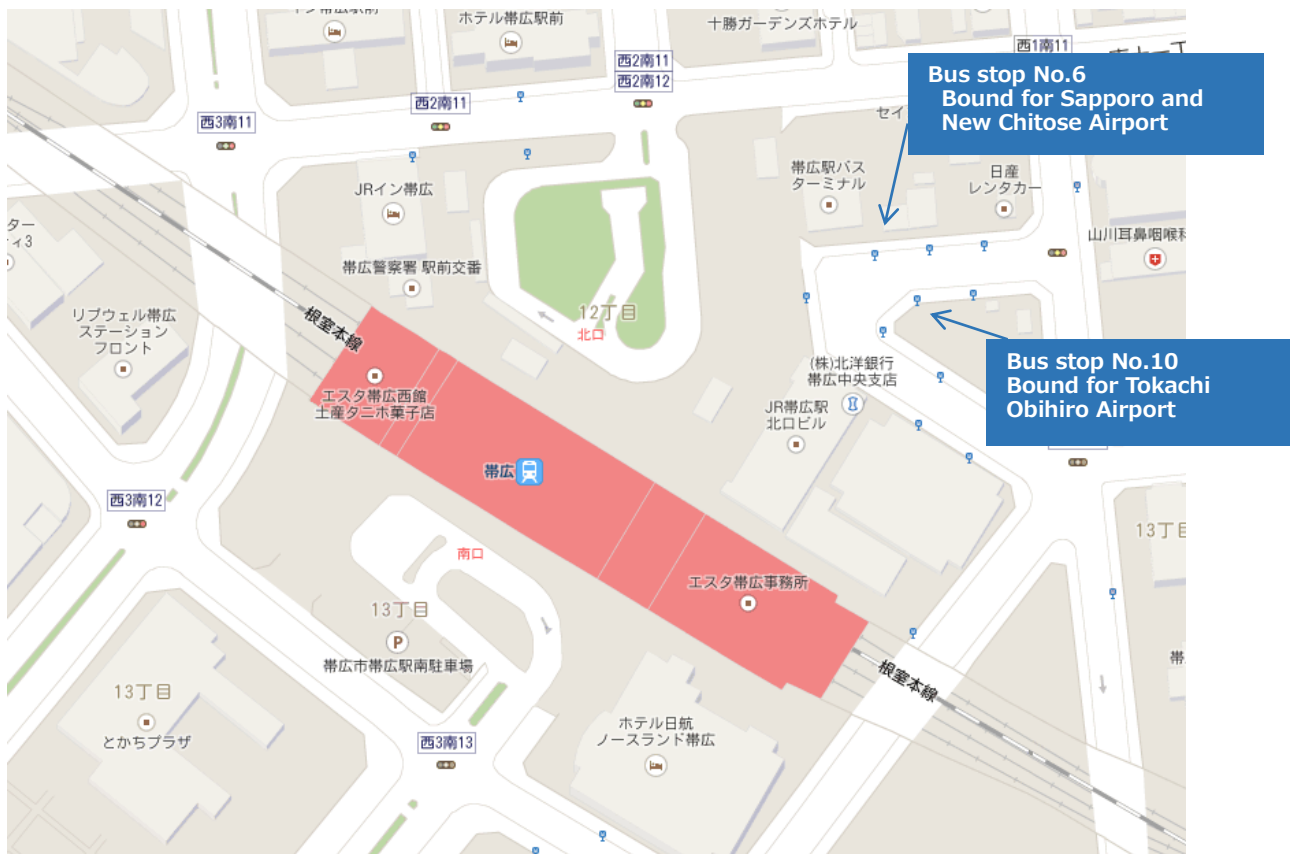 ホテル帯広駅前
十勝ガーデンズホテル
西2南11
西2南12
西1南11
西2南11
西3南11
Bus stop No.6
Bound for Sapporo and
New Chitose Airport
セイ
帯広駅バス
ターミナル
日産
レンタカー
JRイン帯広
山川耳鼻咽喉科
帯広警察署 駅前交番
ター
ィ3
リブウェル帯広
ステーション
フロント
根室本線
12丁目
北口
(株)北洋銀行
帯広中央支店
Bus stop No.10
Bound for Tokachi
Obihiro Airport
エスタ帯広西館
土産タニホ菓子店
JR帯広駅
北口ビル
帯広
西3南12
13丁目
南口
エスタ帯広事務所
13丁目
P
帯広市帯広駅南駐車場
帯
根室本線
13丁目
とかちプラザ
ホテル日航
ノースランド帯広
西3南13